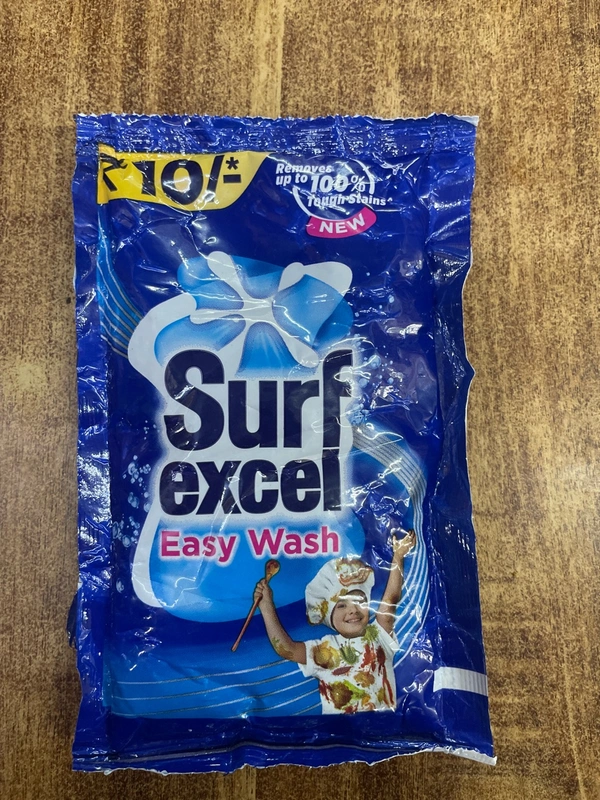 ₹10/-*
Removes
up to 100%
Tough Stains*
NEW
Surf
excel
Easy Wash